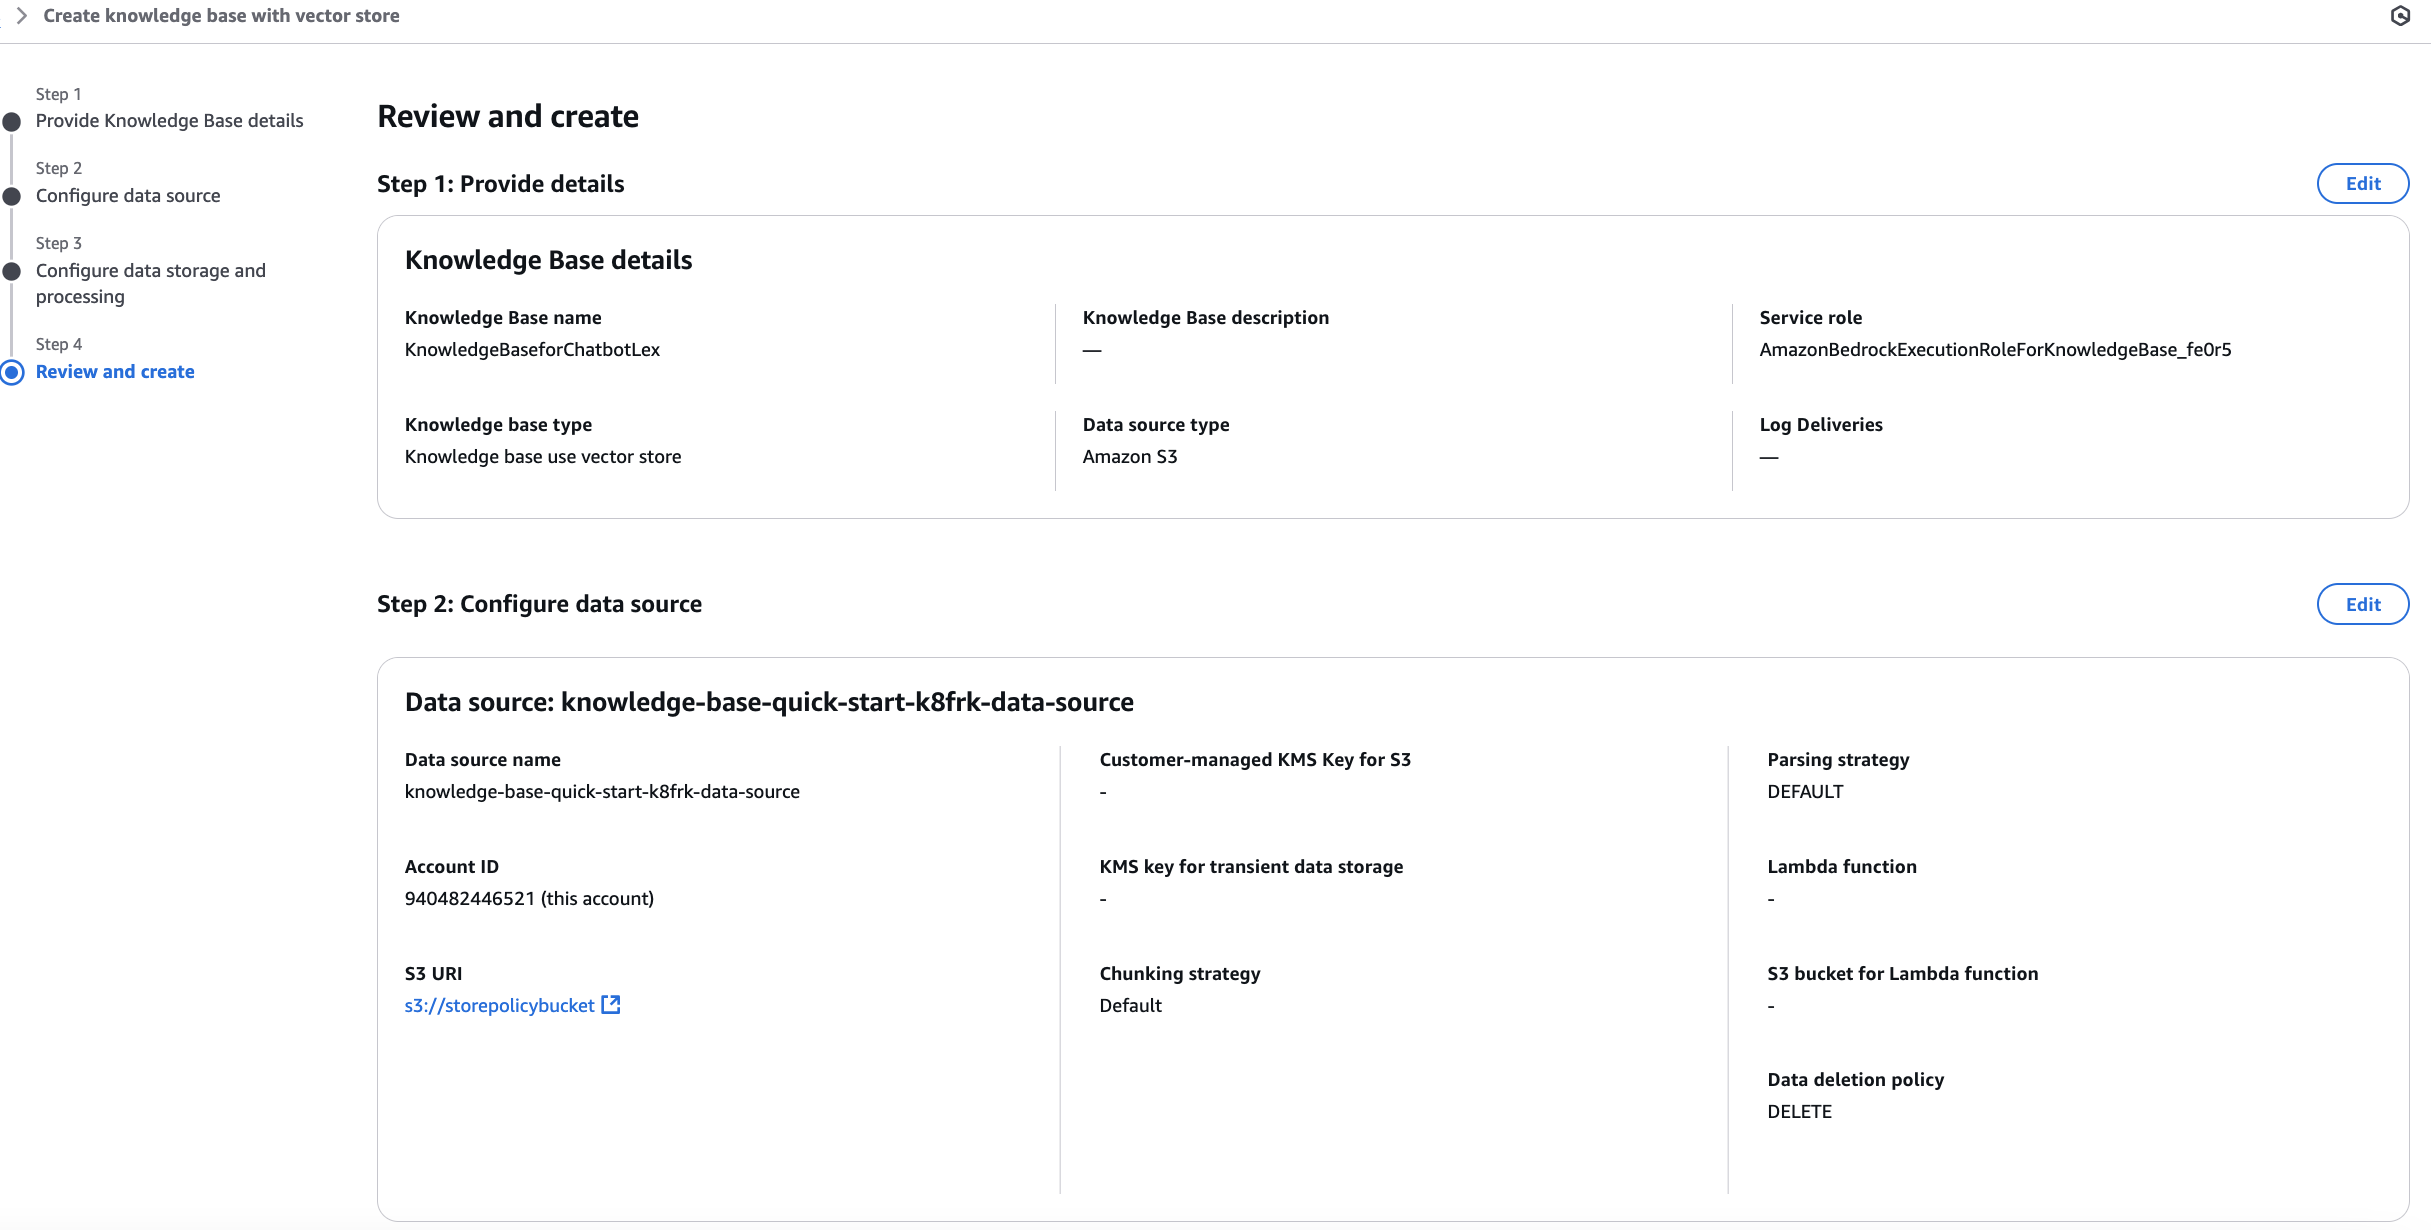 Create knowledge base with vector store
Step 1
Provide Knowledge Base details
Step 2
Configure data source
Step 3
Configure data storage and
processing
Step 4
Review and create
Review and create
Step 1: Provide details
Edit
Knowledge Base details
Knowledge Base name
KnowledgeBaseforChatbotLex
Knowledge Base description
—
Service role
AmazonBedrockExecutionRoleForKnowledgeBase_fe0r5
Knowledge base type
Knowledge base use vector store
Data source type
Amazon S3
Log Deliveries
—
Step 2: Configure data source
Edit
Data source: knowledge-base-quick-start-k8frk-data-source
Data source name
knowledge-base-quick-start-k8frk-data-source
Account ID
940482446521 (this account)
S3 URI
s3://storepolicybucket
Customer-managed KMS Key for S3
-
KMS key for transient data storage
-
Chunking strategy
Default
Parsing strategy
DEFAULT
Lambda function
-
S3 bucket for Lambda function
-
Data deletion policy
DELETE